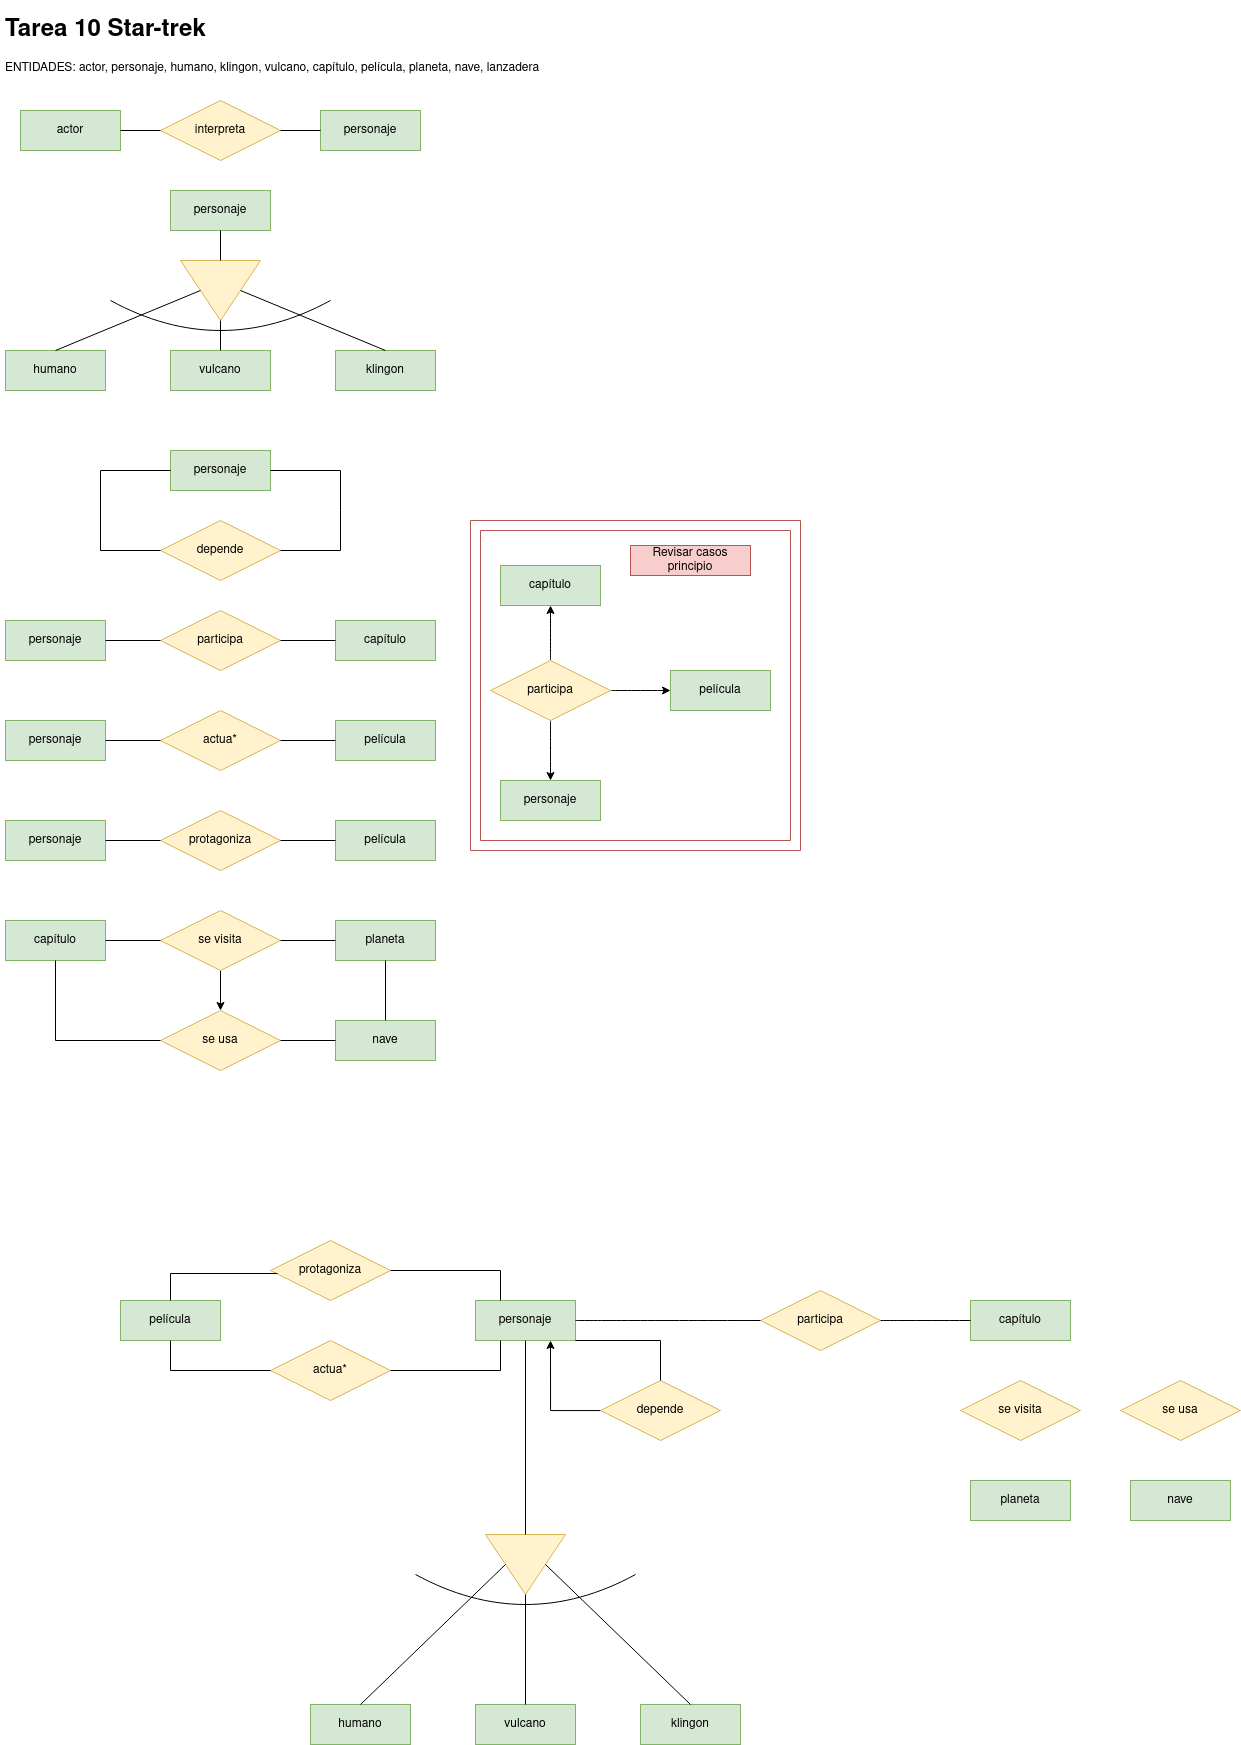 Tarea 10 Star-trek
ENTIDADES: actor, personaje, humano, klingon, vulcano, capítulo, película, planeta, nave, lanzadera
actor
interpreta
personaje
personaje
humano
vulcano
klingon
personaje
depende
personaje
participa
capítulo
personaje
actua*
película
personaje
protagoniza
película
Revisar casos
principio
capítulo
participa
película
personaje
capítulo
se visita
planeta
se usa
nave
protagoniza
película
personaje
participa
capítulo
actua*
depende
se visita
se usa
planeta
nave
humano
vulcano
klingon